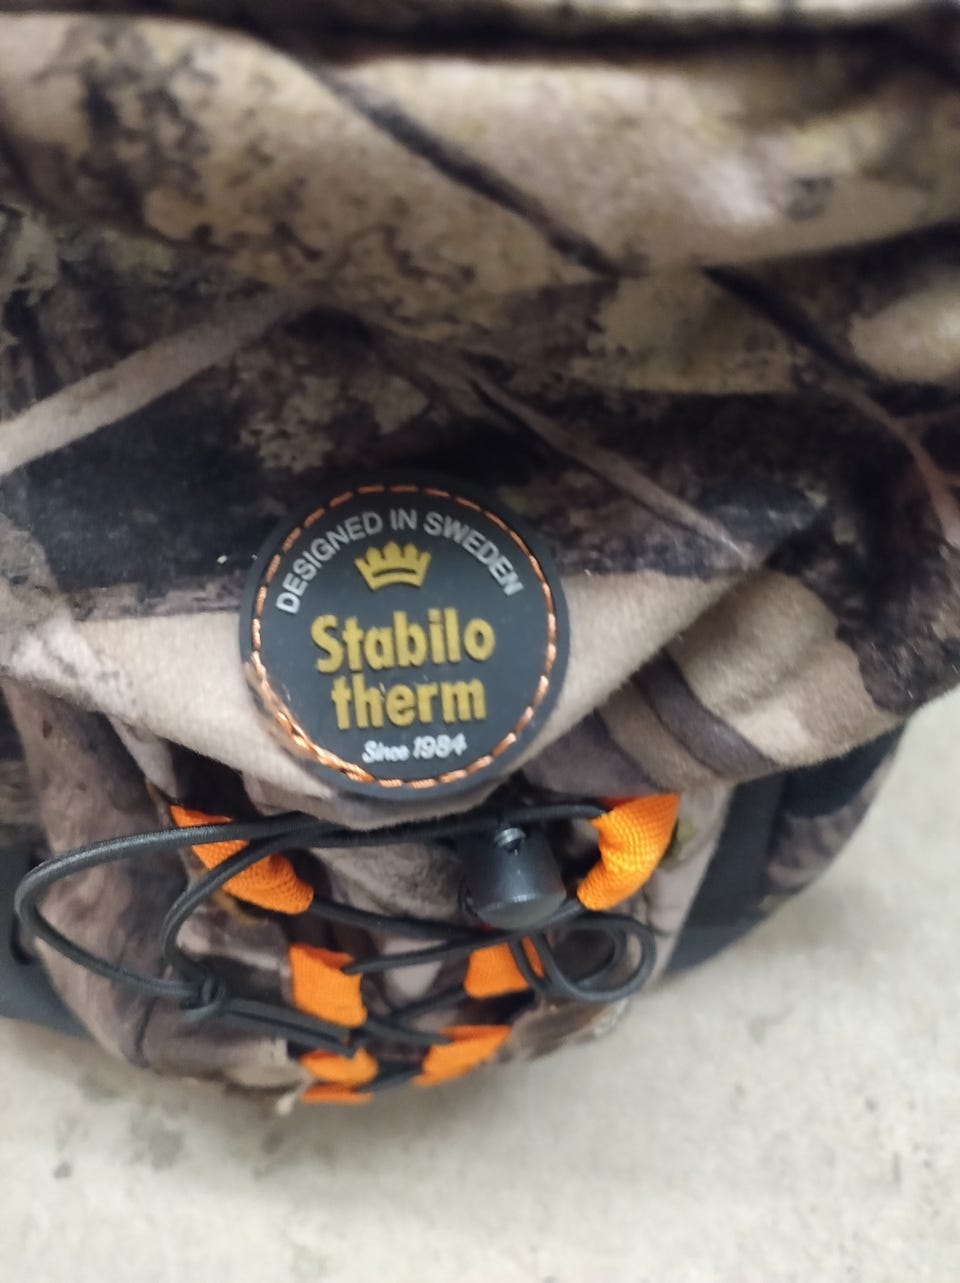 DESIGNED IN SWEDEN
Stabilo
therm
Since 1984